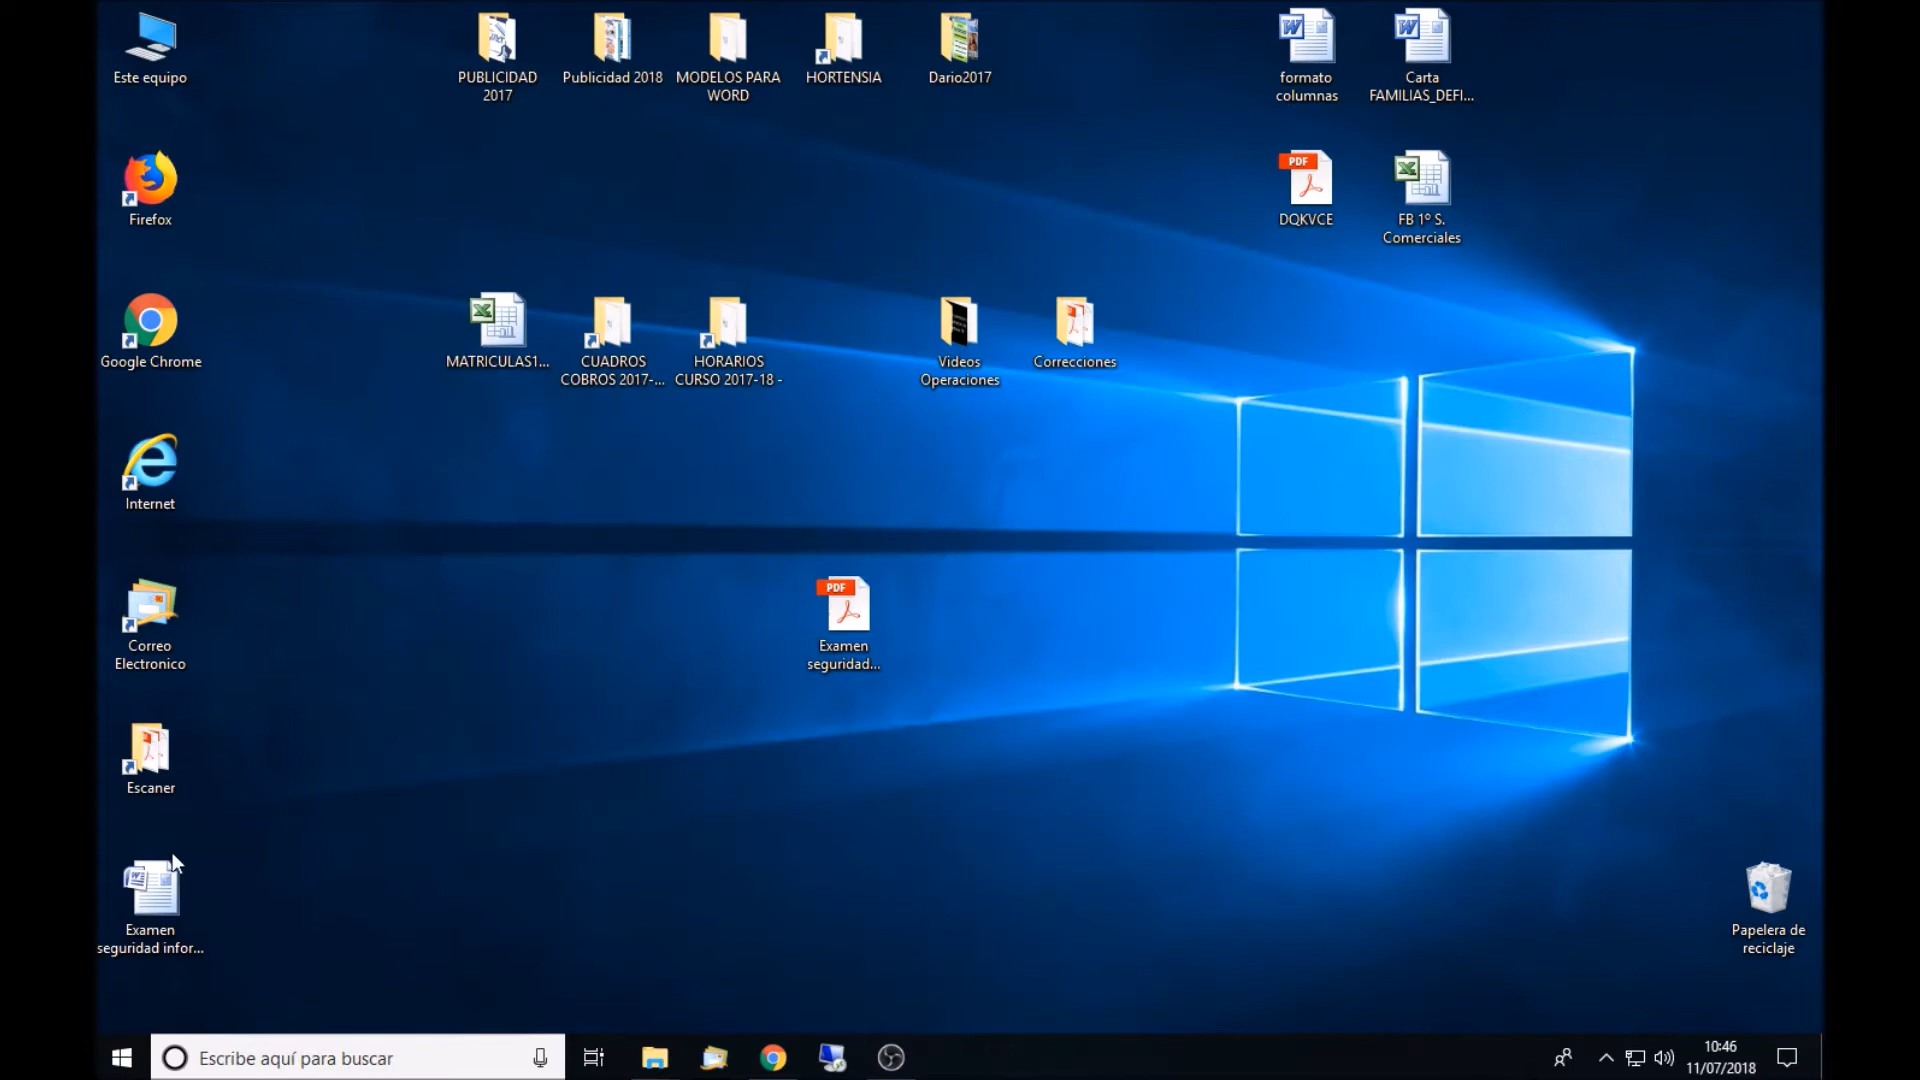 Este equipo
PUBLICIDAD
2017
Publicidad 2018
MODELOS PARA
WORD
HORTENSIA
Dario2017
formato
columnas
Carta
FAMILIAS_DEFI...
Firefox
PDF
DQKVCE
FB 1º S.
Comerciales
Google Chrome
MATRICULAS1...
CUADROS
COBROS 2017-...
HORARIOS
CURSO 2017-18 -
Videos
Operaciones
Correcciones
Internet
Correo
Electronico
PDF
Examen
seguridad...
Escaner
Examen
seguridad infor...
Papelera de
reciclaje
Escribe aquí para buscar
10:46
11/07/2018